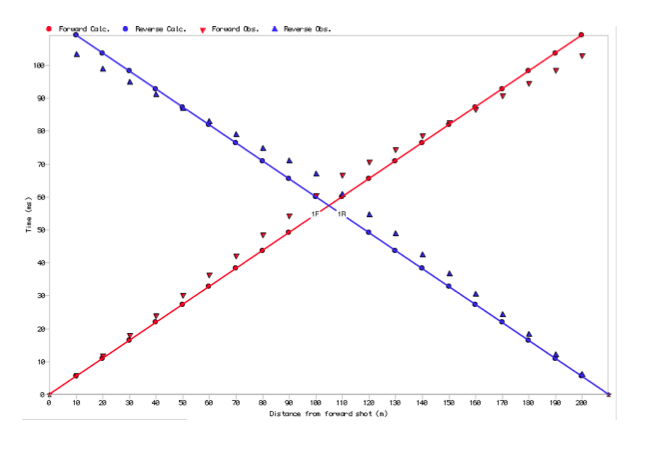 Forward Calc. Reverse Calc. Forward Obs. Reverse Obs.
100
90
80
70
60
50
40
30
20
10
0
Time (ms)
1F 1R
0 10 20 30 40 50 60 70 80 90 100 110 120 130 140 150 160 170 180 190 200
Distance from forward shot (m)